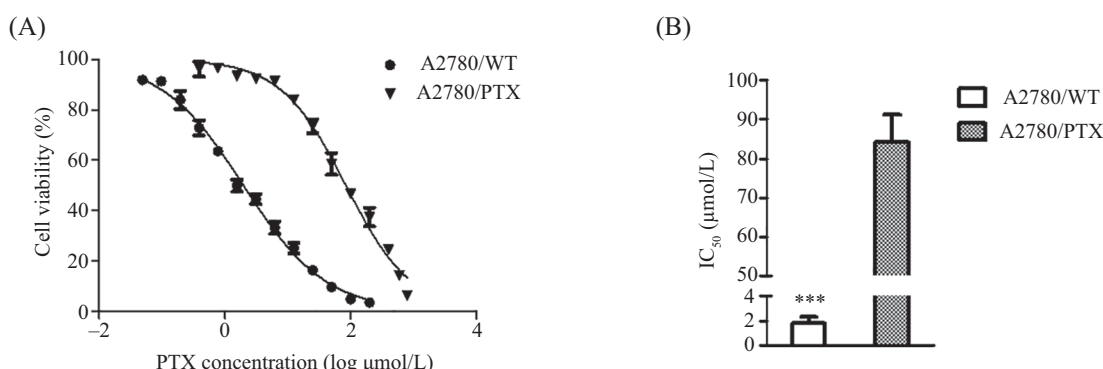 (A)
100
80
60
40
20
0
−2
0
2
4
Cell viability (%)
PTX concentration (log μmol/L)
A2780/WT
A2780/PTX
(B)
100
90
80
70
60
50
4
2
0
IC50 (μmol/L)
***
A2780/WT
A2780/PTX